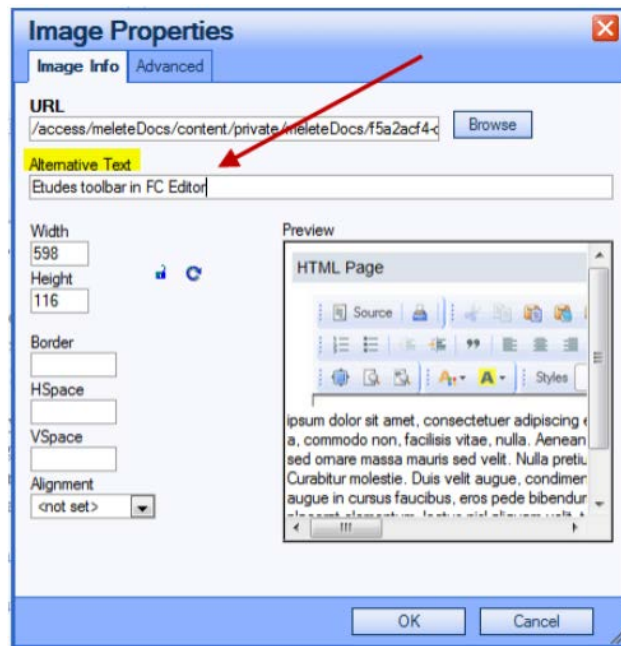 Image Properties
Image Info Advanced
URL
/access/meleteDocs/content/private/meleteDocs/f5a2acf4-c
Browse
Alternative Text
Etudes toolbar in FC Editor
Width
598
Height
116
Border
HSpace
VSpace
Alignment
<not set>
Preview
HTML Page
Source
Styles
ipsum dolor sit amet, consectetuer adipiscing e
a, commodo non, facilisis vitae, nulla. Aenean
sed ornare massa mauris sed velit. Nulla pretiu
Curabitur molestie. Duis velit augue, condimen
augue in cursus faucibus, eros pede bibendur
OK Cancel